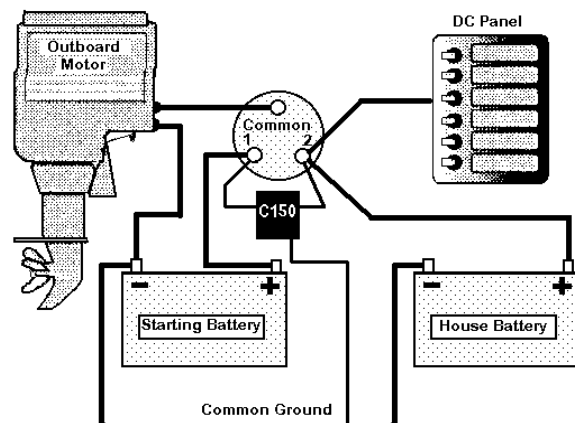 Outboard
Motor
DC Panel
Common
1 2
C150
- +
Starting Battery
- +
House Battery
Common Ground